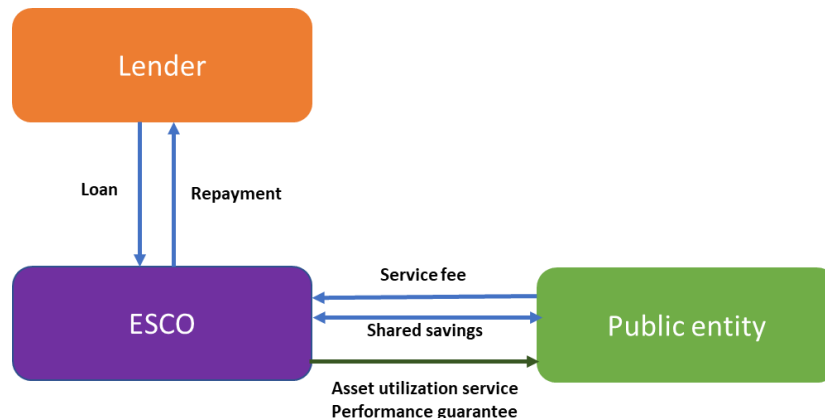 Lender
Loan
Repayment
Service fee
ESCO
Shared savings
Public entity
Asset utilization service
Performance guarantee